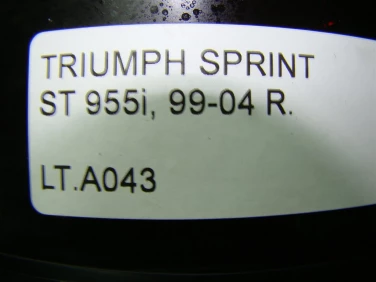 TRIUMPH SPRINT
ST 955i, 99-04 R.
LT.A043